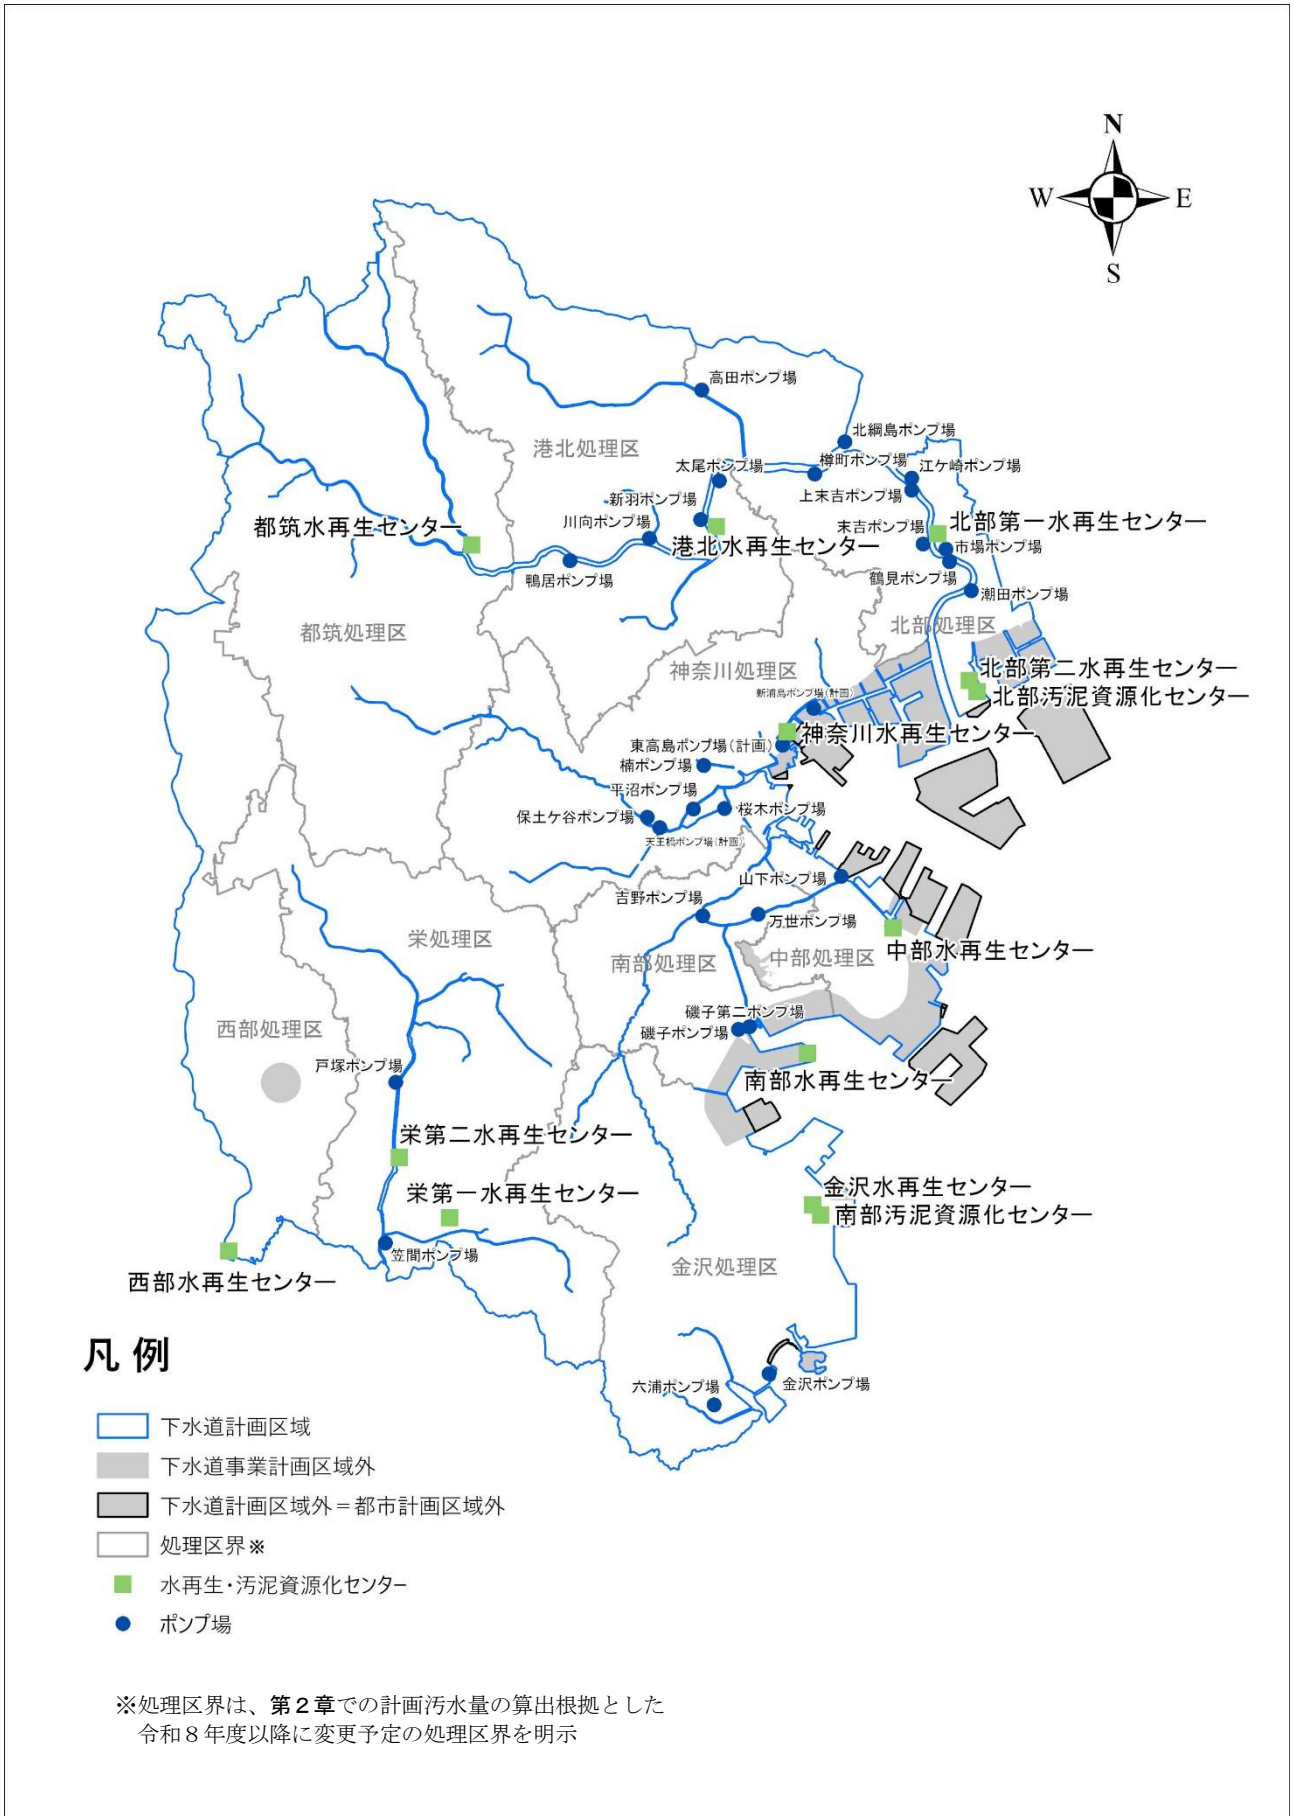 N
W
E
S
高田ポンプ場
北綱島ポンプ場
港北処理区
太尾ポンプ場
樽町ポンプ場
江ケ崎ポンプ場
新羽ポンプ場
上末吉ポンプ場
都筑水再生センター
川向ポンプ場
末吉ポンプ場
北部第一水再生センター
港北水再生センター
市場ポンプ場
鴨居ポンプ場
鶴見ポンプ場
潮田ポンプ場
都筑処理区
北部処理区
神奈川処理区
北部第二水再生センター
新浦島ポンプ場(計画)
北部汚泥資源化センター
神奈川水再生センター
東高島ポンプ場(計画)
楠ポンプ場
平沼ポンプ場
保土ケ谷ポンプ場
桜木ポンプ場
天王橋ポンプ場(計画)
山下ポンプ場
吉野ポンプ場
万世ポンプ場
栄処理区
南部処理区
中部処理区
中部水再生センター
西部処理区
磯子第二ポンプ場
磯子ポンプ場
戸塚ポンプ場
南部水再生センター
栄第二水再生センター
栄第一水再生センター
金沢水再生センター
南部汚泥資源化センター
笠間ポンプ場
金沢処理区
西部水再生センター
六浦ポンプ場
金沢ポンプ場
凡例
下水道計画区域
下水道事業計画区域外
下水道計画区域外＝都市計画区域外
処理区界※
水再生・汚泥資源化センター
ポンプ場
※処理区界は、第２章での計画汚水量の算出根拠とした
令和８年度以降に変更予定の処理区界を明示